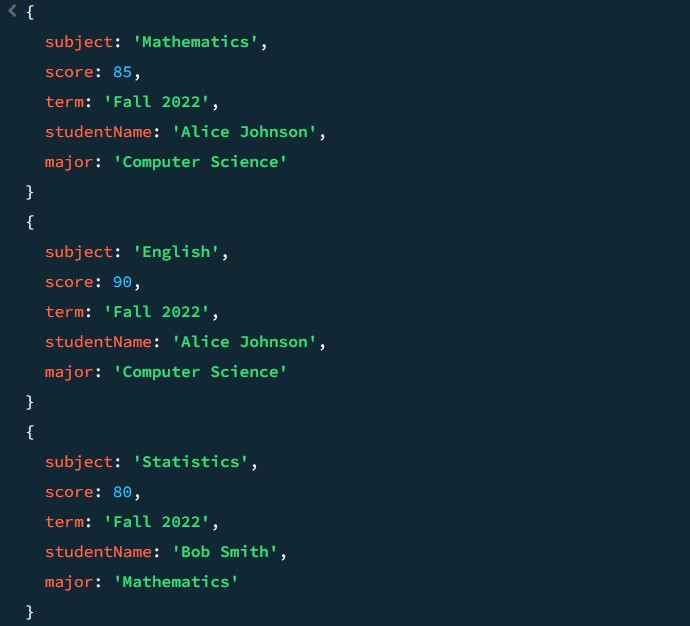 {
subject: 'Mathematics',
score: 85,
term: 'Fall 2022',
studentName: 'Alice Johnson',
major: 'Computer Science'
}
{
subject: 'English',
score: 90,
term: 'Fall 2022',
studentName: 'Alice Johnson',
major: 'Computer Science'
}
{
subject: 'Statistics',
score: 80,
term: 'Fall 2022',
studentName: 'Bob Smith',
major: 'Mathematics'
}